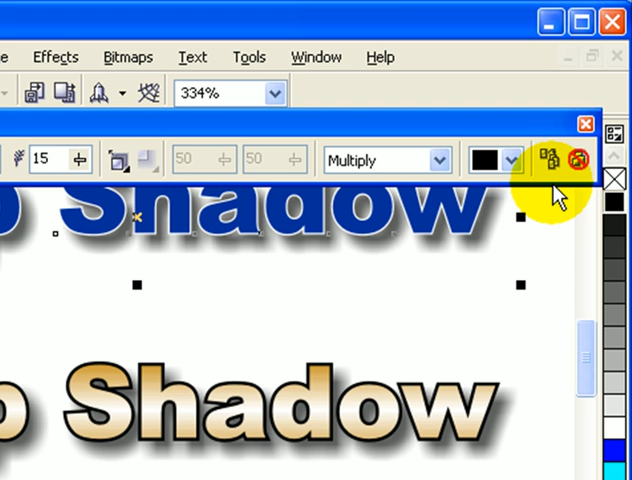 e Effects Bitmaps Text Tools Window Help
334%
15 50 50 Multiply
p Shadow
p Shadow